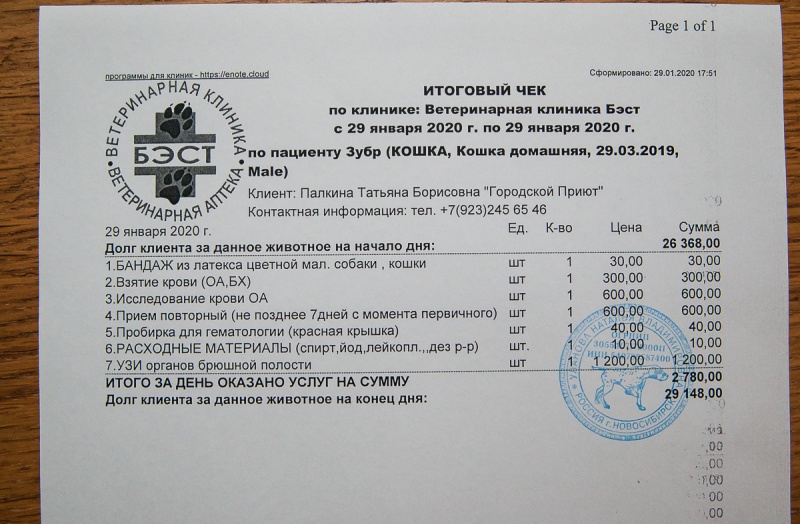 Page 1 of 1
программы для клиник - https://enote.cloud
Сформировано: 29.01.2020 17:51
ВЕТЕРИНАРНАЯ КЛИНИКА
БЭСТ
ВЕТЕРИНАРНАЯ АПТЕКА
ИТОГОВЫЙ ЧЕК
по клинике: Ветеринарная клиника Бэст
с 29 января 2020 г. по 29 января 2020 г.
по пациенту Зубр (КОШКА, Кошка домашняя, 29.03.2019,
Male)
Клиент: Палкина Татьяна Борисовна "Городской Приют"
Контактная информация: тел. +7(923)245 65 46
29 января 2020 г. Ед. К-во Цена Сумма
Долг клиента за данное животное на начало дня: 26 368,00
1.БАНДАЖ из латекса цветной мал. собаки , кошки шт 1 30,00 30,00
2.Взятие крови (ОА,БХ) шт 1 300,00 300,00
3.Исследование крови ОА шт 1 600,00 600,00
4.Прием повторный (не позднее 7дней с момента первичного) шт 1 600,00 600,00
5.Пробирка для гематологии (красная крышка) шт 1 40,00 40,00
6.РАСХОДНЫЕ МАТЕРИАЛЫ (спирт,йод,лейкопл.,,дез р-р) шт. 1 10,00 10,00
7.УЗИ органов брюшной полости шт 1 1 200,00 1 200,00
ИТОГО ЗА ДЕНЬ ОКАЗАНО УСЛУГ НА СУММУ 2 780,00
Долг клиента за данное животное на конец дня: 29 148,00
НАТАЛЬЯ ВЛАДИМИРОВНА
ОГРНИП
РОССИЯ г.НОВОСИБИРСК